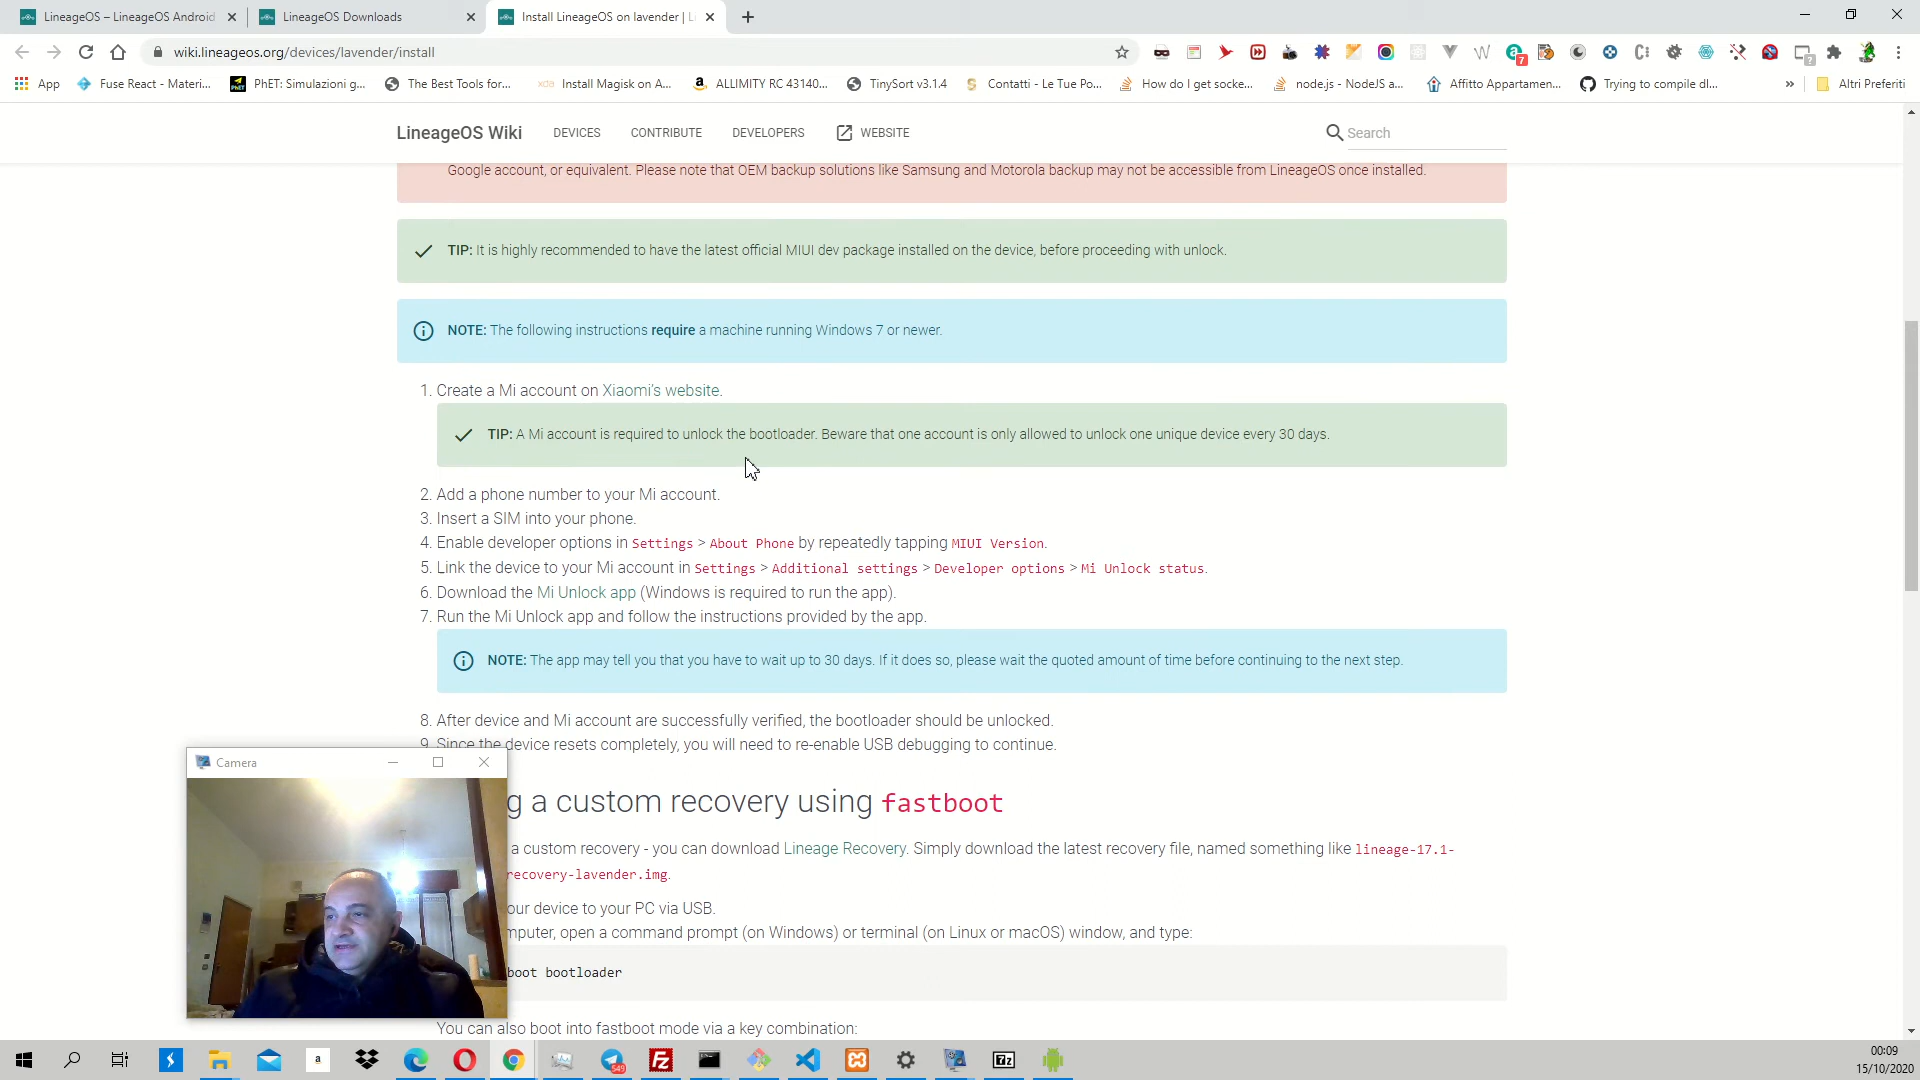 LineageOS – LineageOS Android
LineageOS Downloads
Install LineageOS on lavender | L
wiki.lineageos.org/devices/lavender/install
7
App
Fuse React - Materi...
PhET: Simulazioni g...
The Best Tools for...
Install Magisk on A...
ALLIMITY RC 43140...
TinySort v3.1.4
Contatti - Le Tue Po...
How do I get socke...
node.js - NodeJS a...
Affitto Appartamen...
Trying to compile dl...
»
Altri Preferiti
LineageOS Wiki
DEVICES
CONTRIBUTE
DEVELOPERS
WEBSITE
Search
Google account, or equivalent. Please note that OEM backup solutions like Samsung and Motorola backup may not be accessible from LineageOS once installed.
TIP: It is highly recommended to have the latest official MIUI dev package installed on the device, before proceeding with unlock.
NOTE: The following instructions require a machine running Windows 7 or newer.
1. Create a Mi account on Xiaomi's website.
TIP: A Mi account is required to unlock the bootloader. Beware that one account is only allowed to unlock one unique device every 30 days.
2. Add a phone number to your Mi account.
3. Insert a SIM into your phone.
4. Enable developer options in Settings > About Phone by repeatedly tapping MIUI Version.
5. Link the device to your Mi account in Settings > Additional settings > Developer options > Mi Unlock status.
6. Download the Mi Unlock app (Windows is required to run the app).
7. Run the Mi Unlock app and follow the instructions provided by the app.
NOTE: The app may tell you that you have to wait up to 30 days. If it does so, please wait the quoted amount of time before continuing to the next step.
8. After device and Mi account are successfully verified, the bootloader should be unlocked.
9. Since the device resets completely, you will need to re-enable USB debugging to continue.
Camera
g a custom recovery using fastboot
a custom recovery - you can download Lineage Recovery. Simply download the latest recovery file, named something like lineage-17.1-
recovery-lavender.img.
our device to your PC via USB.
mputer, open a command prompt (on Windows) or terminal (on Linux or macOS) window, and type:
boot bootloader
You can also boot into fastboot mode via a key combination:
a
549
FZ
7z
00:09
15/10/2020